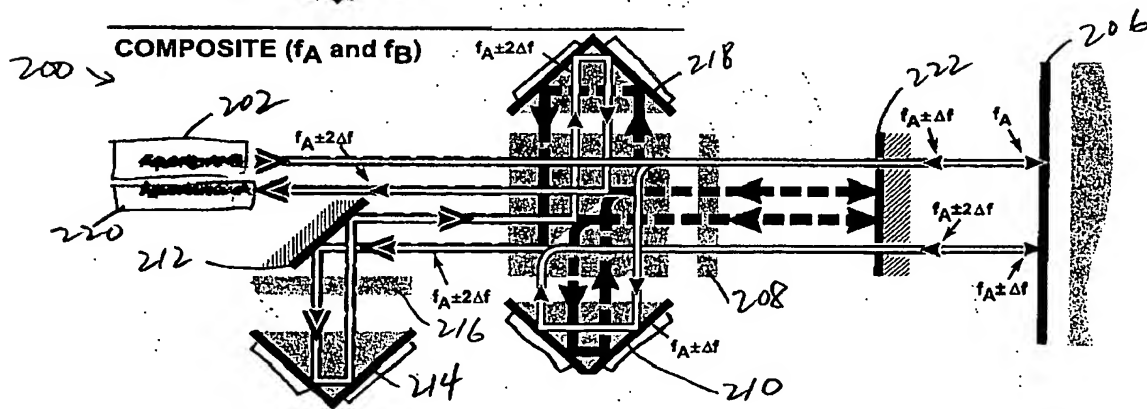 COMPOSITE (fA and fB)
fA±2Δf
206
200
218
202
222
fA±Δf
fA
fA±2Δf
220
fA±2Δf
212
fA±2Δf
208
fA±Δf
216
fA±Δf
214
210